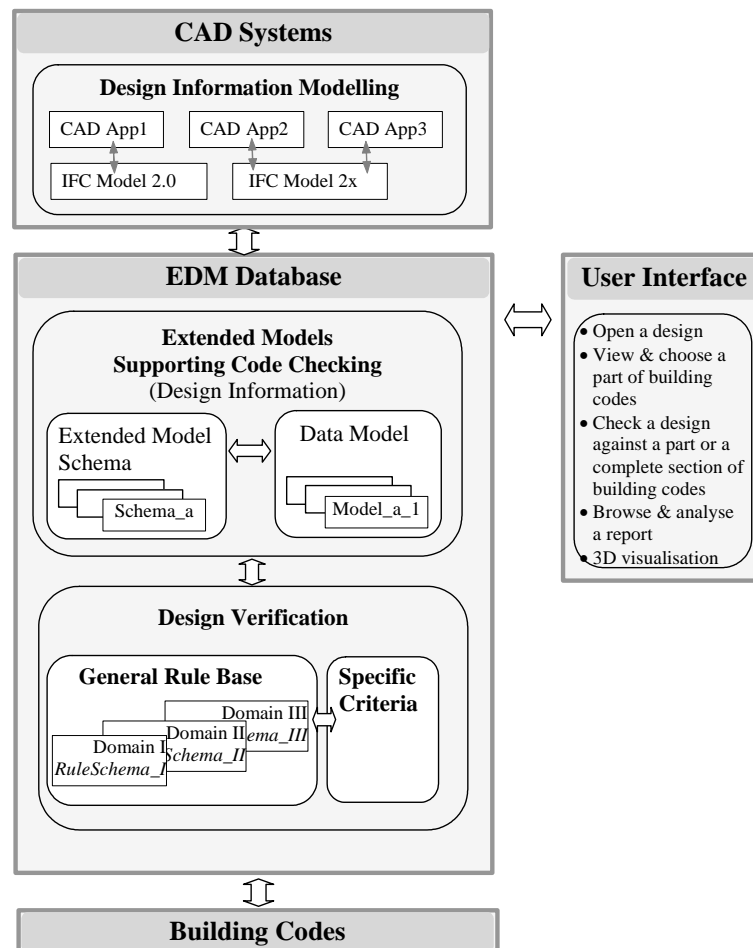 CAD Systems
Design Information Modelling
CAD App1
CAD App2
CAD App3
IFC Model 2.0
IFC Model 2x
EDM Database
Extended Models
Supporting Code Checking
(Design Information)
Extended Model
Schema
Schema_a
Data Model
Model_a_1
Design Verification
General Rule Base
Domain III
ema_III
Domain II
Schema_II
Domain I
RuleSchema_I
Specific
Criteria
User Interface
• Open a design
• View & choose a
part of building
codes
• Check a design
against a part or a
complete section of
building codes
• Browse & analyse
a report
• 3D visualisation
Building Codes